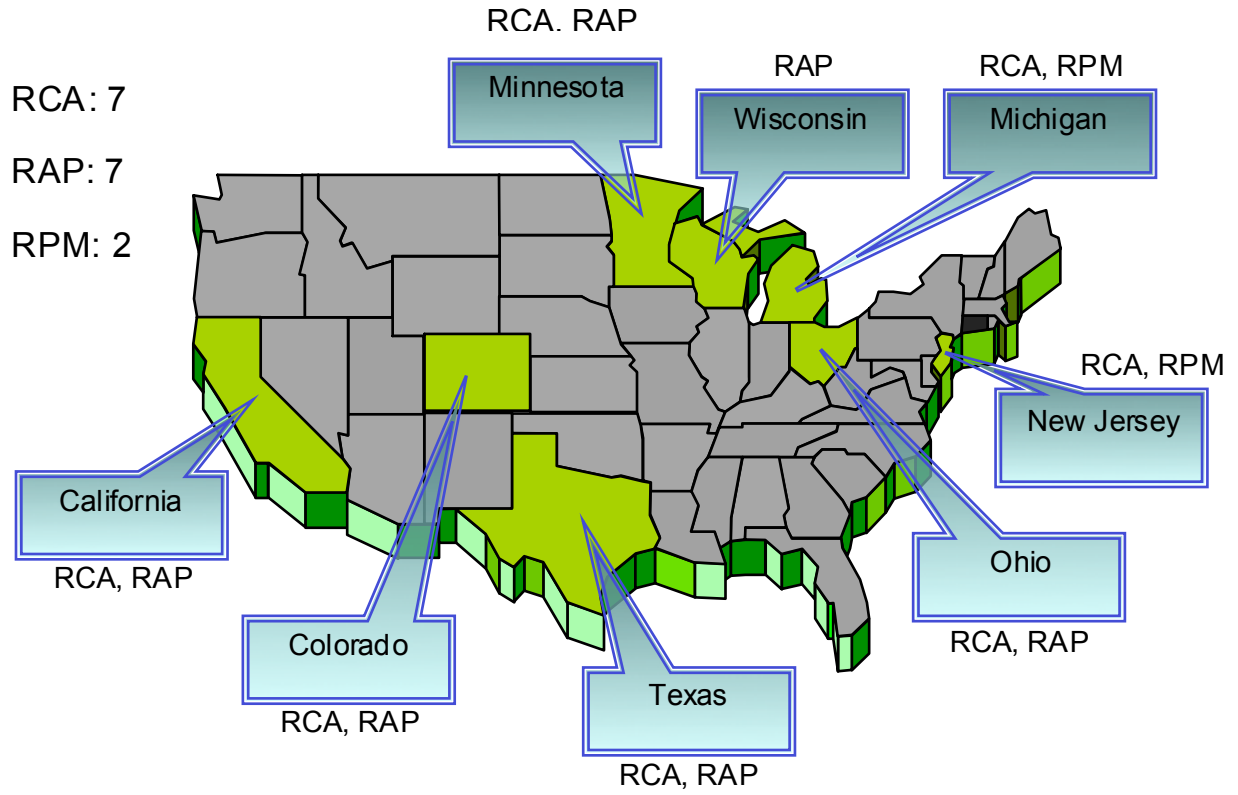 RCA, RAP
Minnesota
RAP
Wisconsin
RCA, RPM
Michigan
RCA: 7
RAP: 7
RPM: 2
RCA, RPM
New Jersey
California
RCA, RAP
Ohio
RCA, RAP
Colorado
RCA, RAP
Texas
RCA, RAP